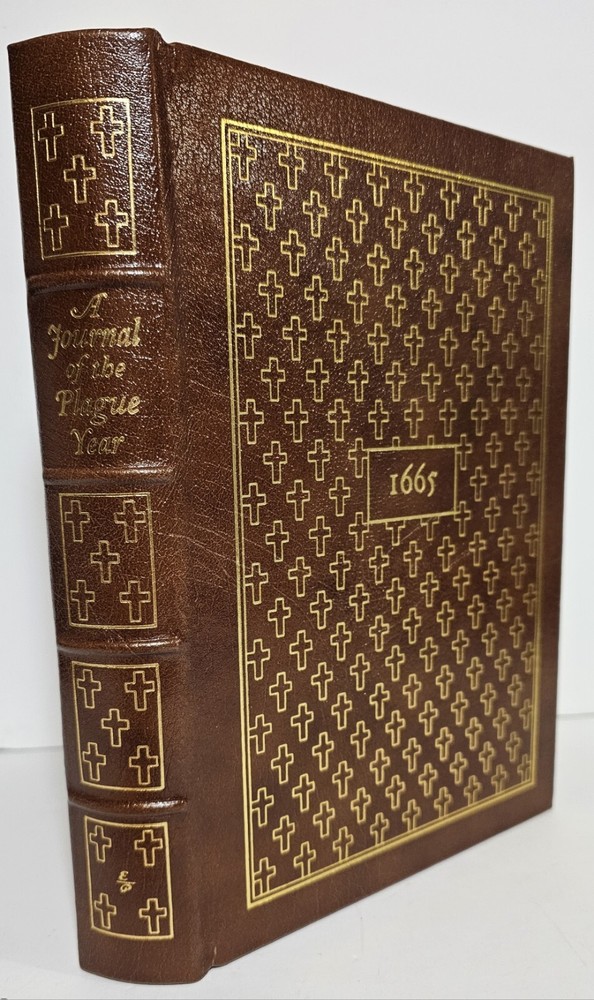 A
Journal
of the
Plague
Year
1665